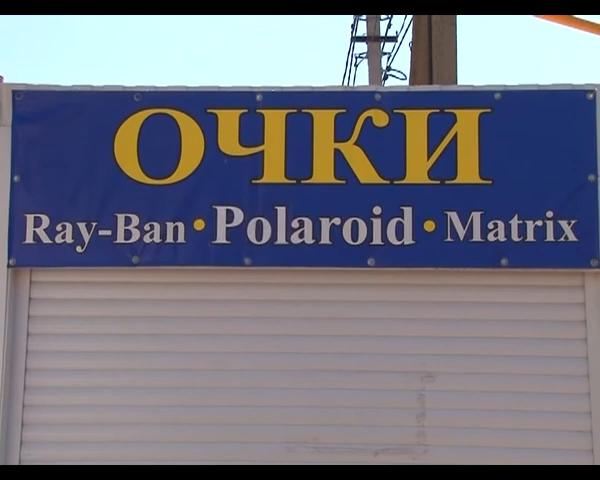 ОЧКИ
Ray-Ban • Polaroid • Matrix